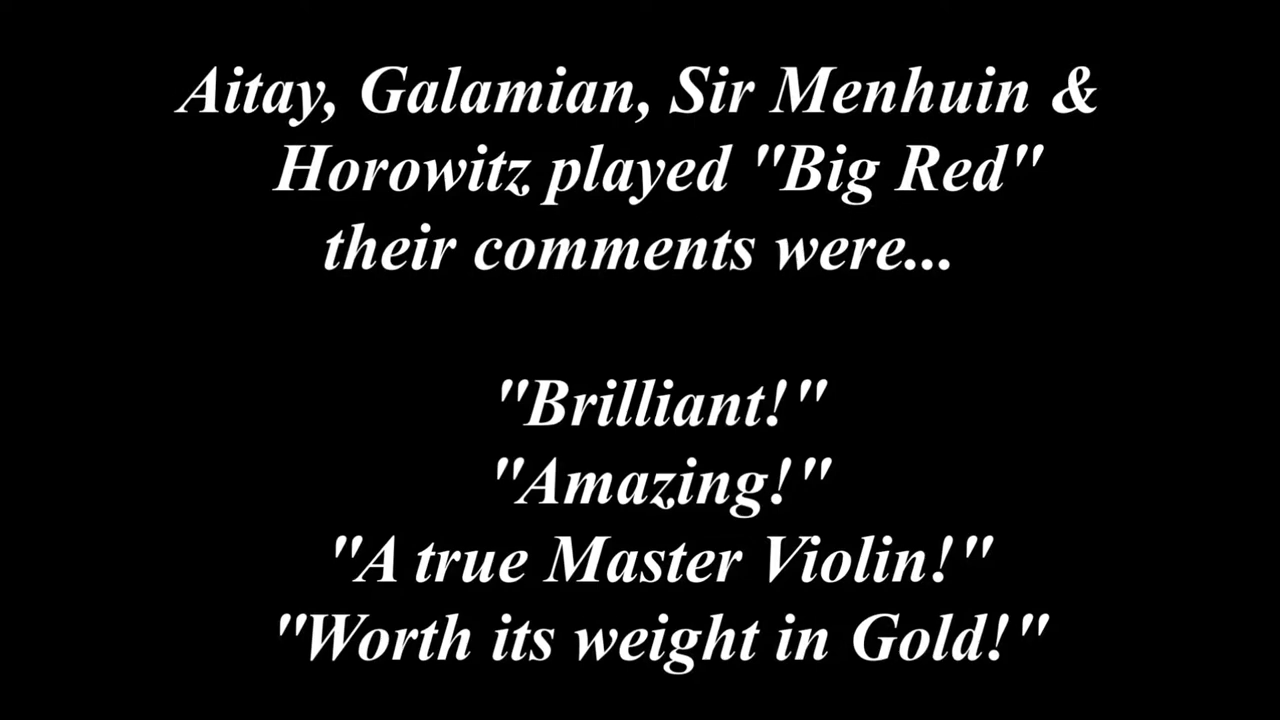 Aitay, Galamian, Sir Menhuin &
Horowitz played "Big Red"
their comments were...
"Brilliant!"
"Amazing!"
"A true Master Violin!"
"Worth its weight in Gold!"